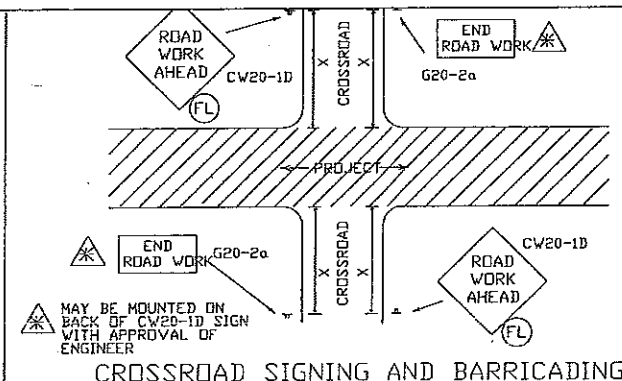 ROAD
WORK
AHEAD
CW20-1D
FL
X
CROSSROAD
X
END
ROAD WORK
G20-2a
PROJECT
END
ROAD WORK
G20-2a
X
CROSSROAD
X
CW20-1D
ROAD
WORK
AHEAD
FL
MAY BE MOUNTED ON
BACK OF CW20-1D SIGN
WITH APPROVAL OF
ENGINEER
CROSSROAD SIGNING AND BARRICADING